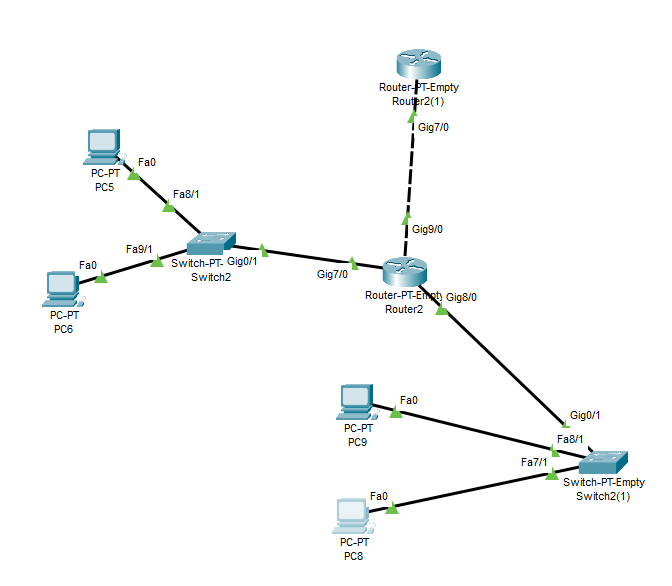 Router-PT-Empty
Router2(1)
Gig7/0
Fa0
PC-PT
PC5
Fa8/1
Gig9/0
Fa9/1
Gig0/1
Switch-PT-
Switch2
Fa0
Gig7/0
PC-PT
PC6
Router-PT-Empty
Router2
Gig8/0
Fa0
PC-PT
PC9
Gig0/1
Fa8/1
Fa7/1
Switch-PT-Empty
Switch2(1)
Fa0
PC-PT
PC8